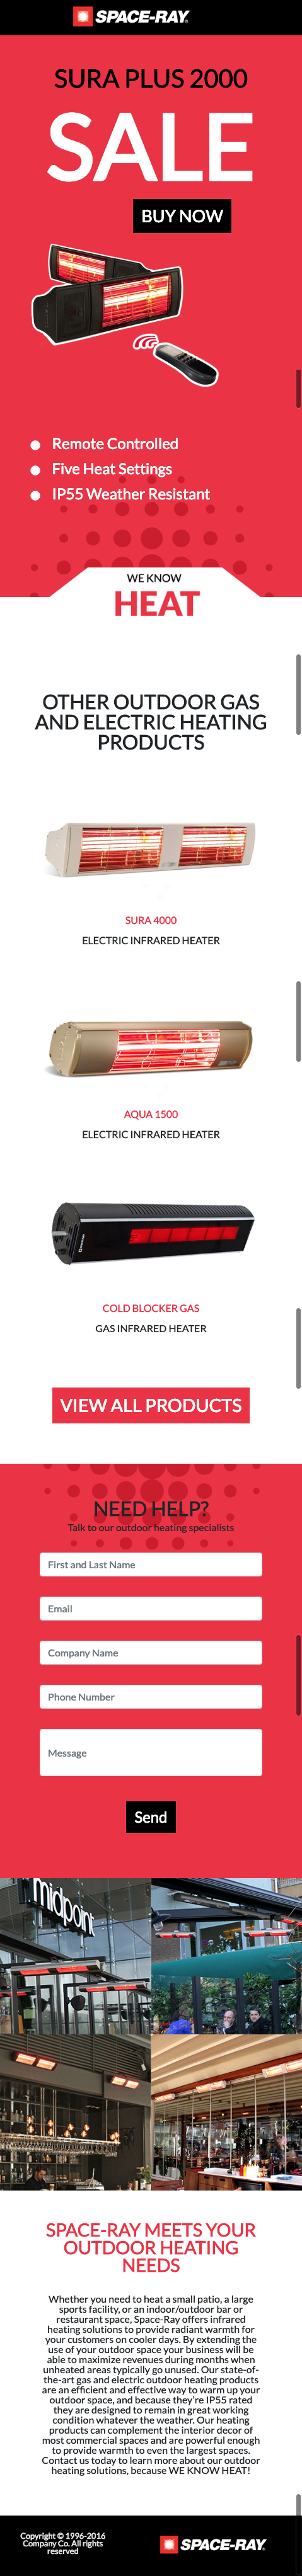 SPACE-RAY
SURA PLUS 2000
SALE
BUY NOW
Remote Controlled
Five Heat Settings
IP55 Weather Resistant
WE KNOW
HEAT
OTHER OUTDOOR GAS
AND ELECTRIC HEATING
PRODUCTS
SURA 4000
ELECTRIC INFRARED HEATER
AQUA 1500
ELECTRIC INFRARED HEATER
COLD BLOCKER GAS
GAS INFRARED HEATER
VIEW ALL PRODUCTS
NEED HELP?
Talk to our outdoor heating specialists
First and Last Name
Email
Company Name
Phone Number
Message
Send
midpoint
SPACE-RAY MEETS YOUR
OUTDOOR HEATING
NEEDS
Whether you need to heat a small patio, a large
sports facility, or an indoor/outdoor bar or
restaurant space, Space-Ray offers infrared
heating solutions to provide radiant warmth for
your customers on cooler days. By extending the
use of your outdoor space your business will be
able to maximize revenues during months when
unheated areas typically go unused. Our state-of-
the-art gas and electric outdoor heating products
are an efficient and effective way to warm up your
outdoor space, and because they're IP55 rated
they are designed to remain in great working
condition whatever the weather. Our heating
products can complement the interior decor of
most commercial spaces and are powerful enough
to provide warmth to even the largest spaces.
Contact us today to learn more about our outdoor
heating solutions, because WE KNOW HEAT!
Copyright © 1996-2016
Company Co. All rights
reserved
SPACE-RAY